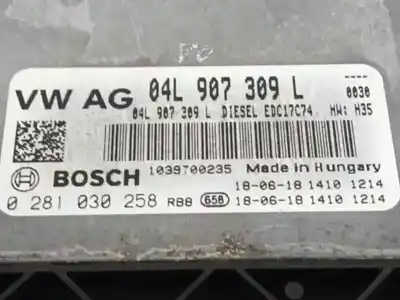 VW AG 04L 907 309 L
----
0030
04L 907 309 L DIESEL EDC17C74 HW: H35
BOSCH 1039700235 Made in Hungary
0 281 030 258 RBB 658
18-06-18 1410 1214
18-06-18 1410 1214